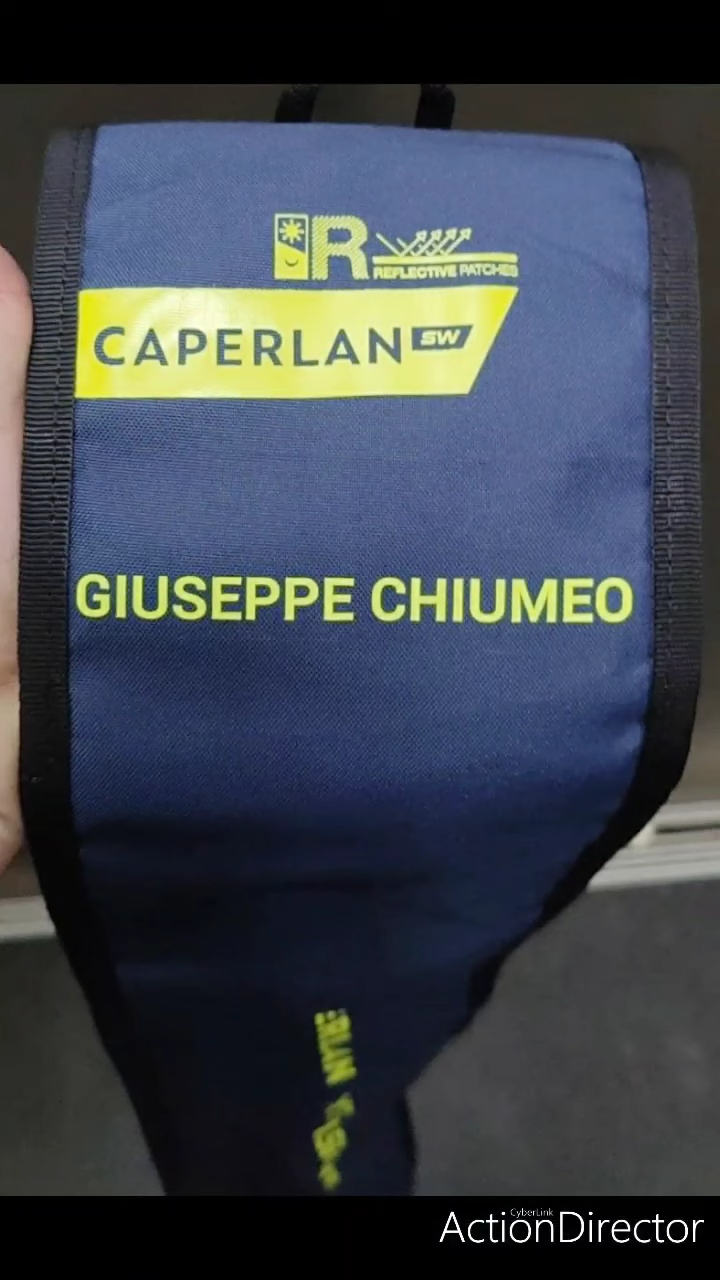 R
REFLECTIVE PATCHES
CAPERLAN SW
GIUSEPPE CHIUMEO
CyberLink
ActionDirector